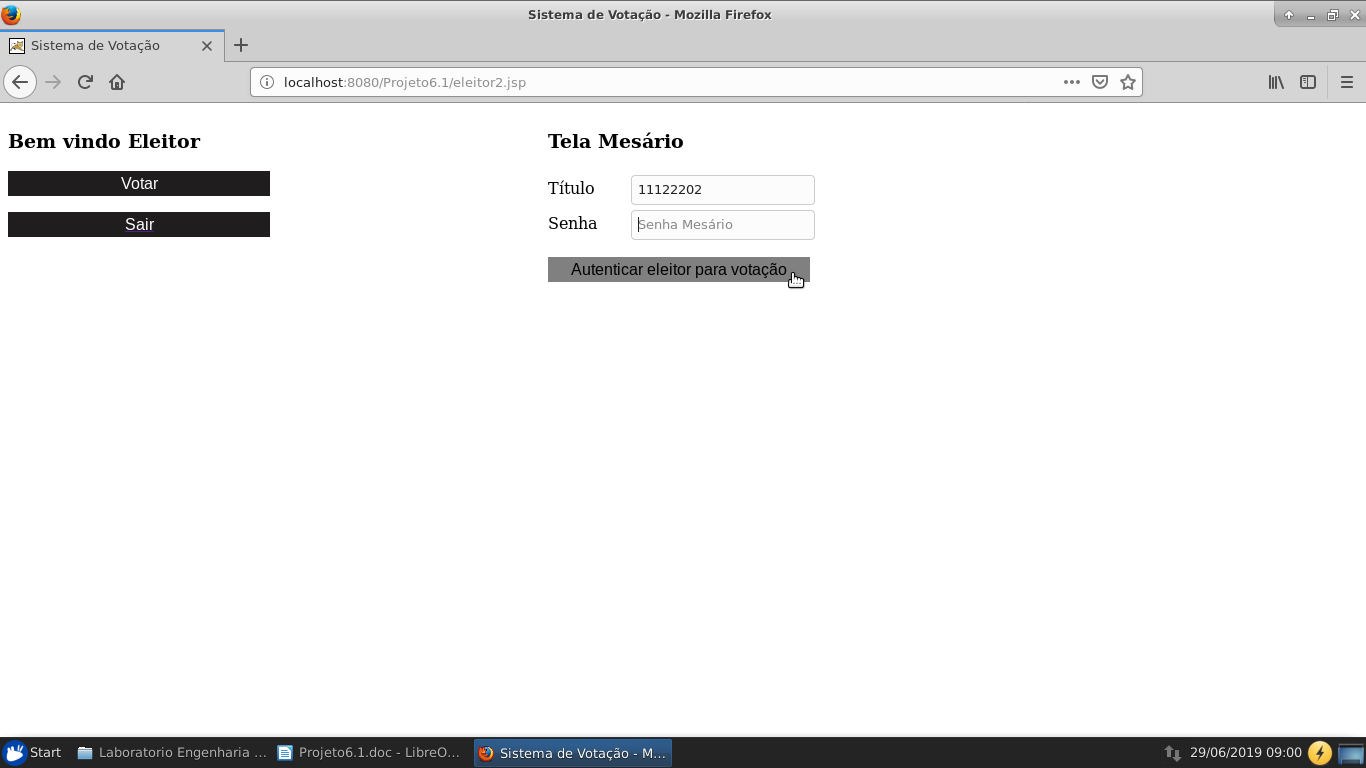 Sistema de Votação - Mozilla Firefox
Sistema de Votação
localhost:8080/Projeto6.1/eleitor2.jsp
Bem vindo Eleitor
Votar
Sair
Tela Mesário
Título 11122202
Senha Senha Mesário
Autenticar eleitor para votação
Start Laboratorio Engenharia ... Projeto6.1.doc - LibreO... Sistema de Votação - M... 29/06/2019 09:00